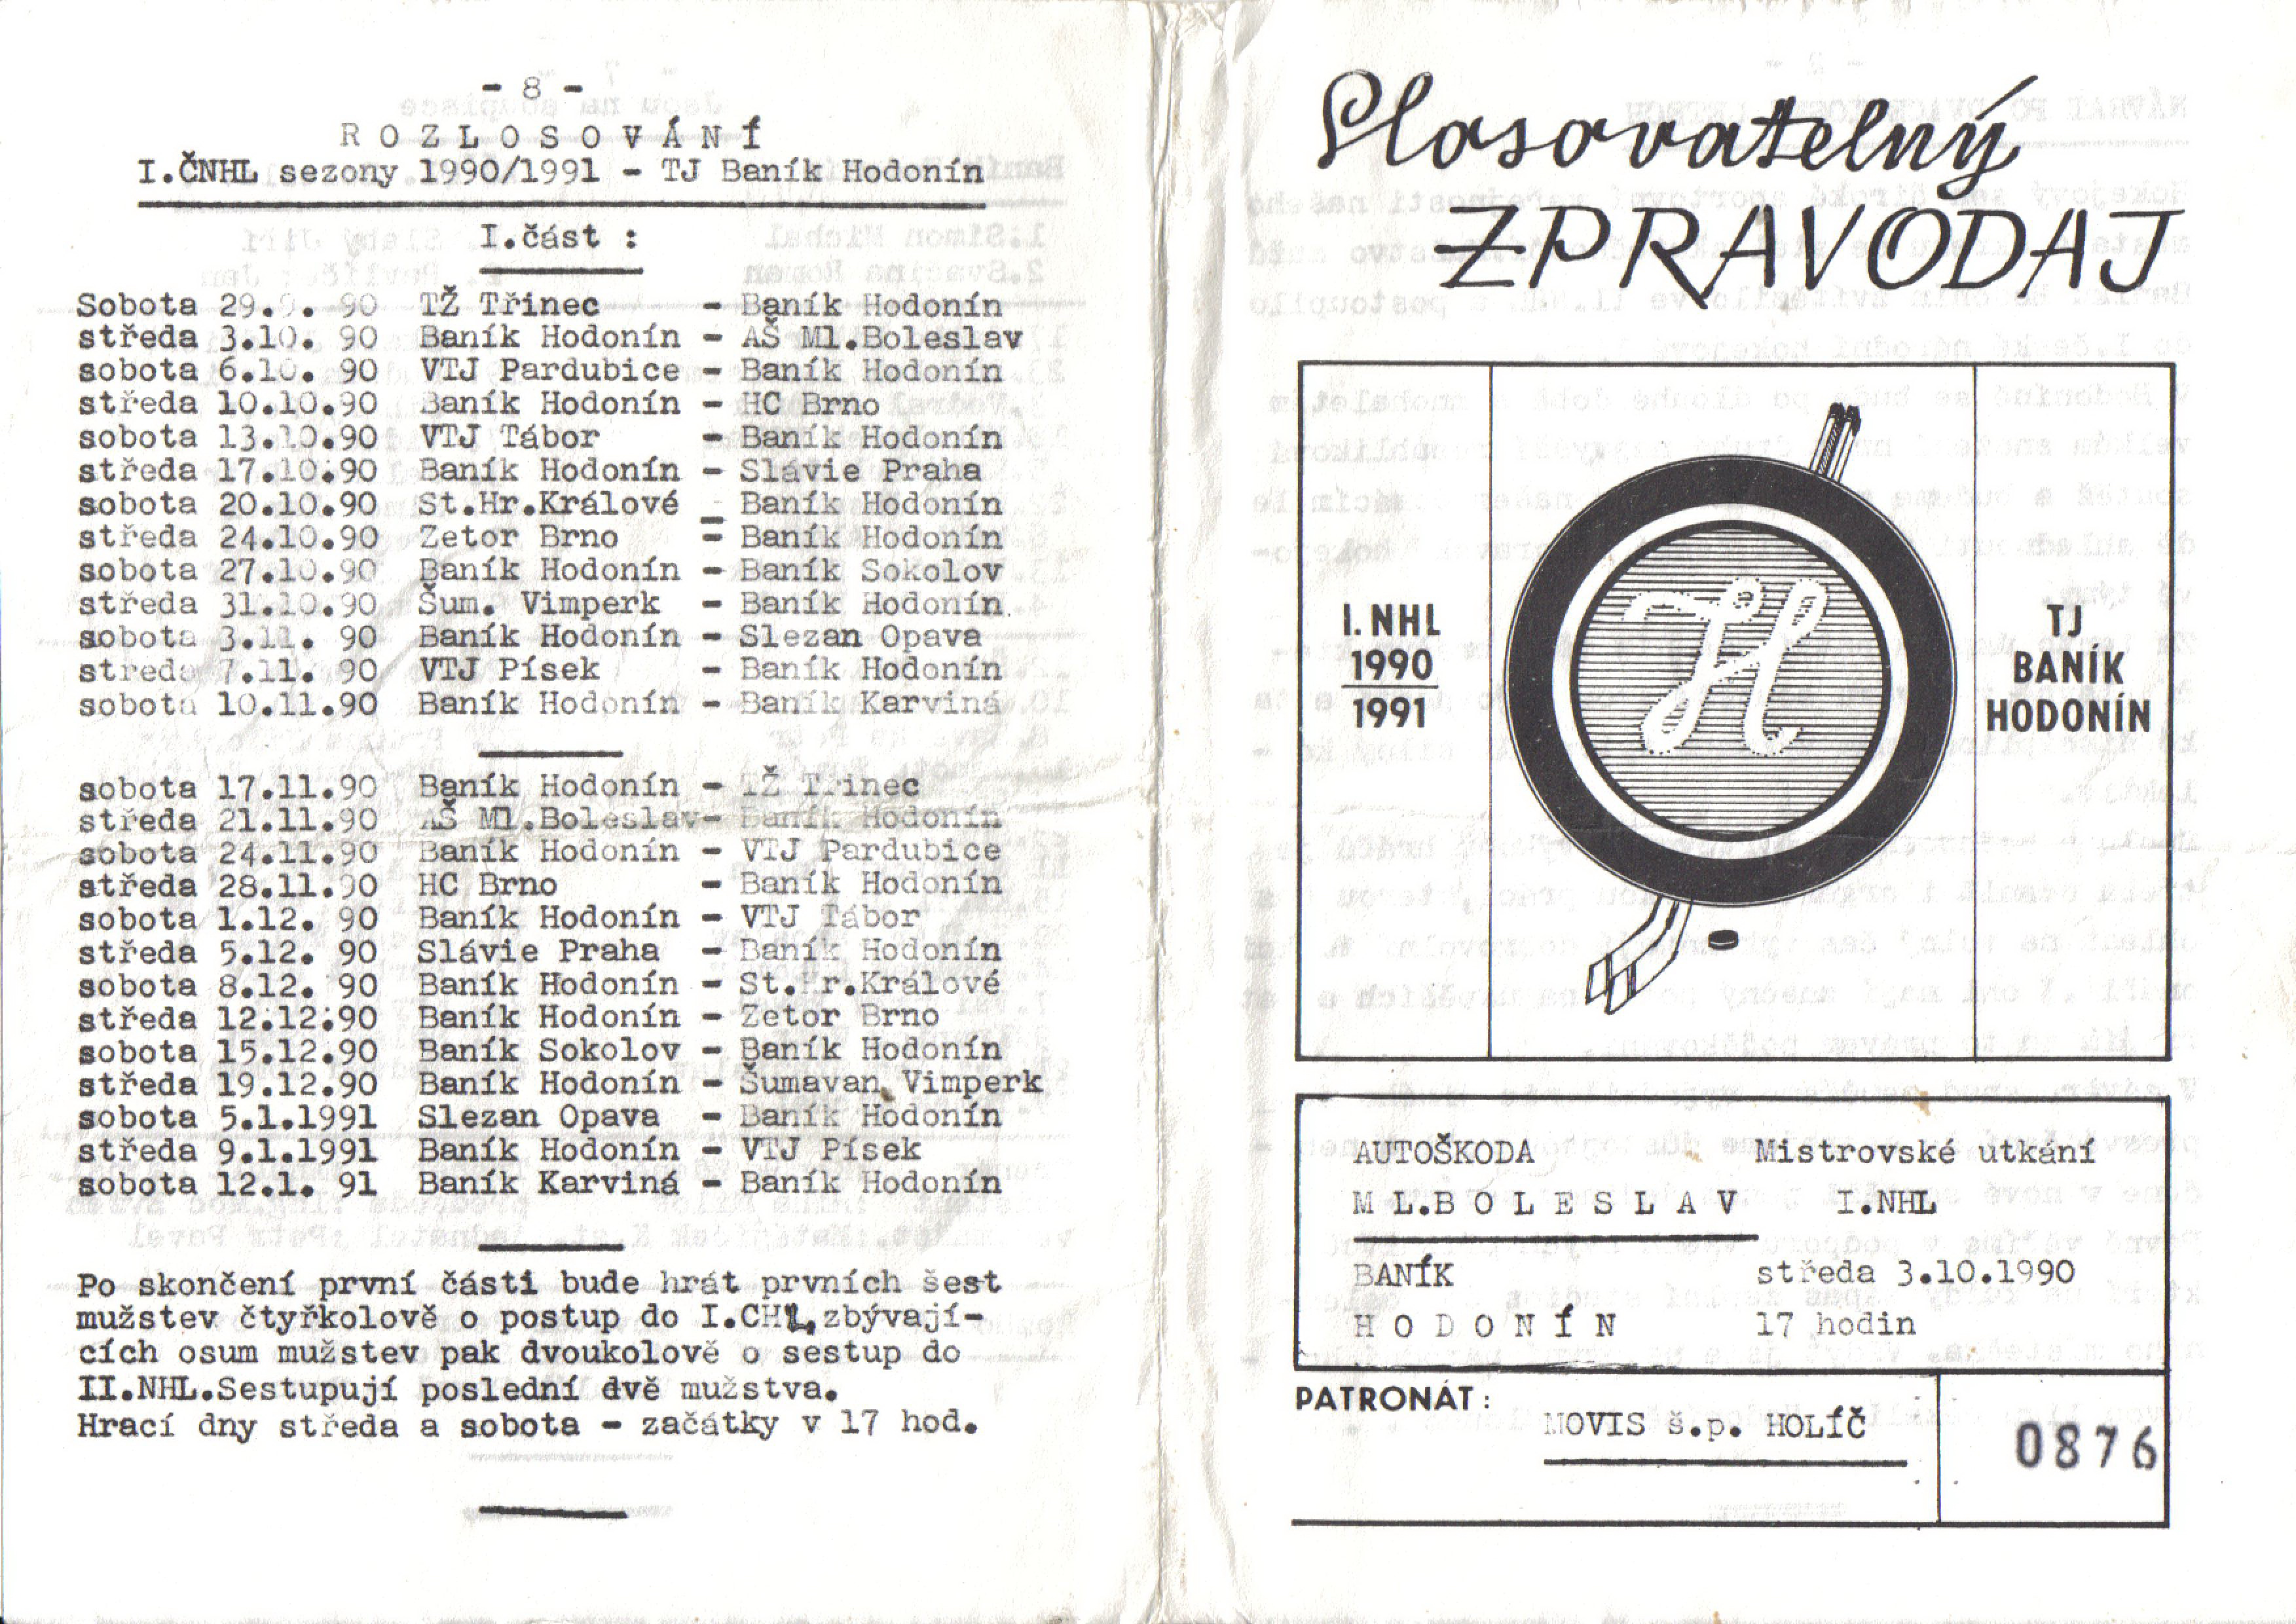 - 8 -
ROZLOSOVÁNÍ
I.ČNHL sezony 1990/1991 - TJ Baník Hodonín
I.část :
Sobota 29.9. 90 TŽ Třinec - Baník Hodonín
středa 3.10. 90 Baník Hodonín - AŠ Ml.Boleslav
sobota 6.10. 90 VTJ Pardubice - Baník Hodonín
středa 10.10.90 Baník Hodonín - HC Brno
sobota 13.10.90 VTJ Tábor - Baník Hodonín
středa 17.10.90 Baník Hodonín - Slávie Praha
sobota 20.10.90 St.Hr.Králové - Baník Hodonín
středa 24.10.90 Zetor Brno - Baník Hodonín
sobota 27.10.90 Baník Hodonín - Baník Sokolov
středa 31.10.90 Šum. Vimperk - Baník Hodonín
sobota 3.11. 90 Baník Hodonín - Slezan Opava
středa 7.11. 90 VTJ Písek - Baník Hodonín
sobota 10.11.90 Baník Hodonín - Baník Karviná
sobota 17.11.90 Baník Hodonín - TŽ Třinec
středa 21.11.90 AŠ Ml.Boleslav- Baník Hodonín
sobota 24.11.90 Baník Hodonín - VTJ Pardubice
středa 28.11.90 HC Brno - Baník Hodonín
sobota 1.12. 90 Baník Hodonín - VTJ Tábor
středa 5.12. 90 Slávie Praha - Baník Hodonín
sobota 8.12. 90 Baník Hodonín - St.Hr.Králové
středa 12.12.90 Baník Hodonín - Zetor Brno
sobota 15.12.90 Baník Sokolov - Baník Hodonín
středa 19.12.90 Baník Hodonín - Šumavan Vimperk
sobota 5.1.1991 Slezan Opava - Baník Hodonín
středa 9.1.1991 Baník Hodonín - VTJ Písek
sobota 12.1. 91 Baník Karviná - Baník Hodonín
Po skončení první části bude hrát prvních šest
mužstev čtyřkolově o postup do I.CHL, zbývají-
cích osum mužstev pak dvoukolově o sestup do
II.NHL.Sestupují poslední dvě mužstva.
Hrací dny středa a sobota - začátky v 17 hod.
Slosovatelný
ZPRAVODAJ
I. NHL
1990
1991
H
TJ
BANÍK
HODONÍN
AUTOŠKODA Mistrovské utkání
ML.BOLESLAV I.NHL
BANÍK středa 3.10.1990
HODONÍN 17 hodin
PATRONÁT:
MOVIS š.p. HOLÍČ
0876